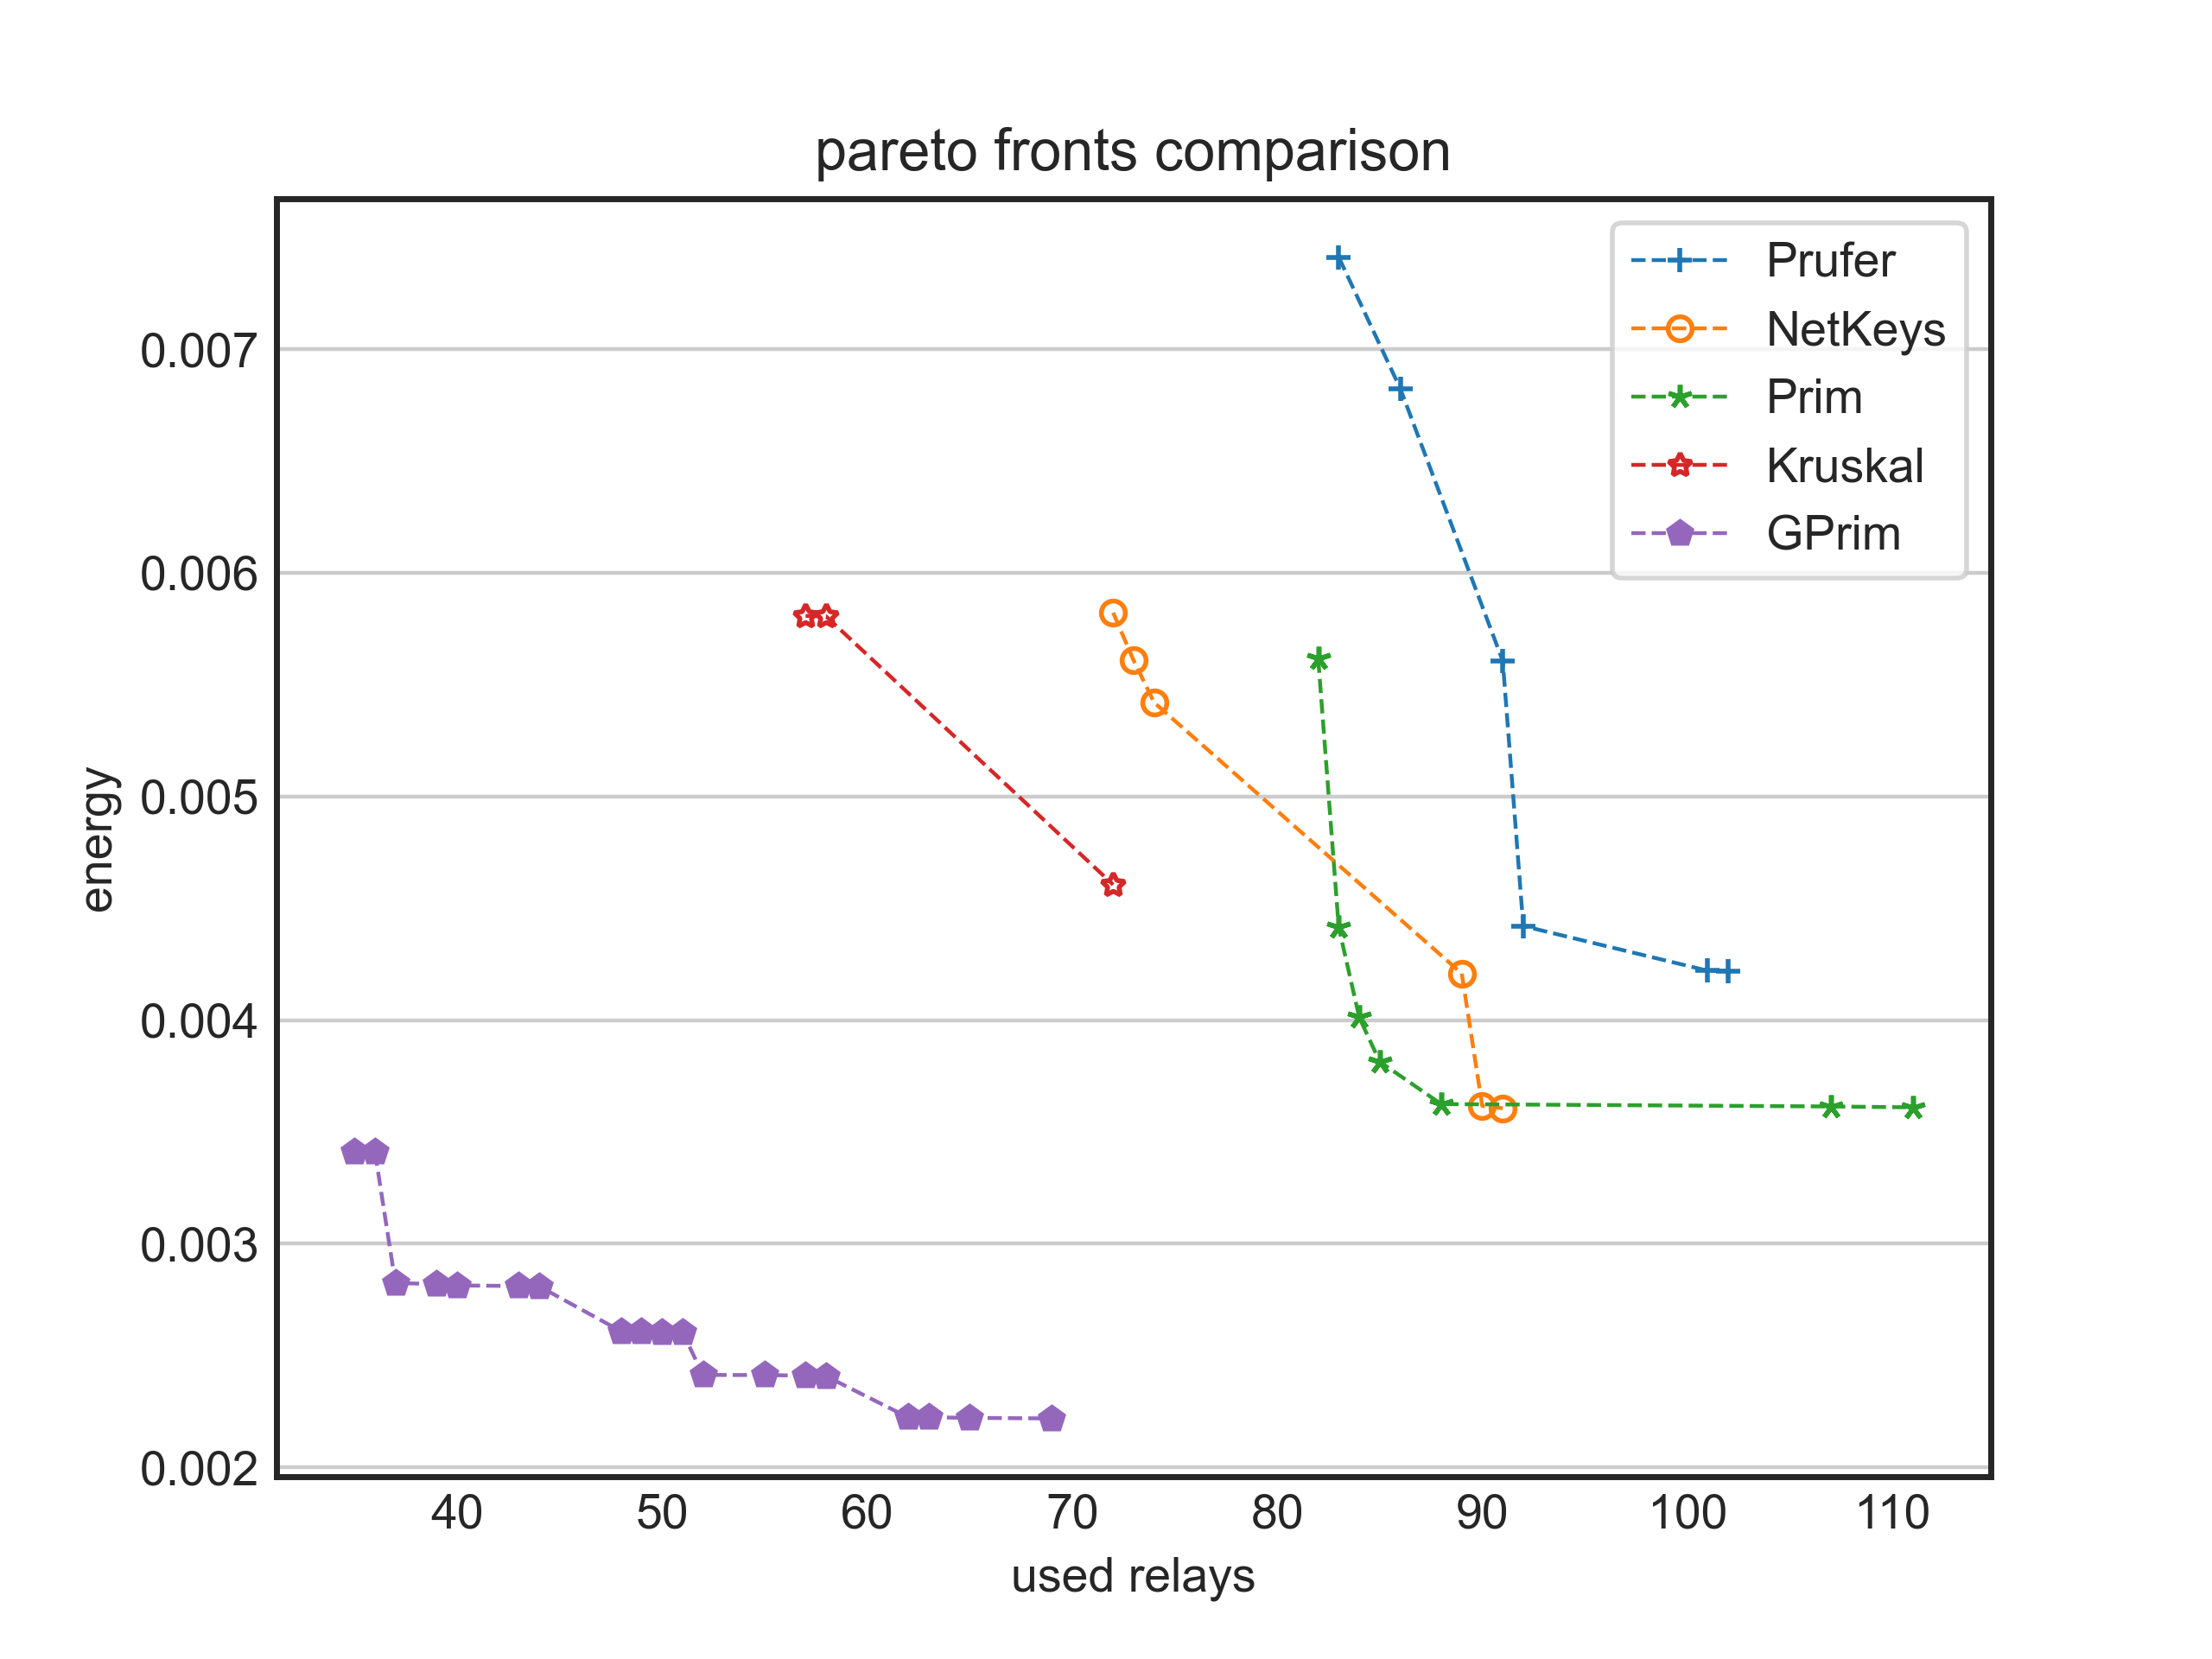 pareto fronts comparison
Prufer
NetKeys
Prim
Kruskal
GPrim
energy
0.007
0.006
0.005
0.004
0.003
0.002
40 50 60 70 80 90 100 110
used relays